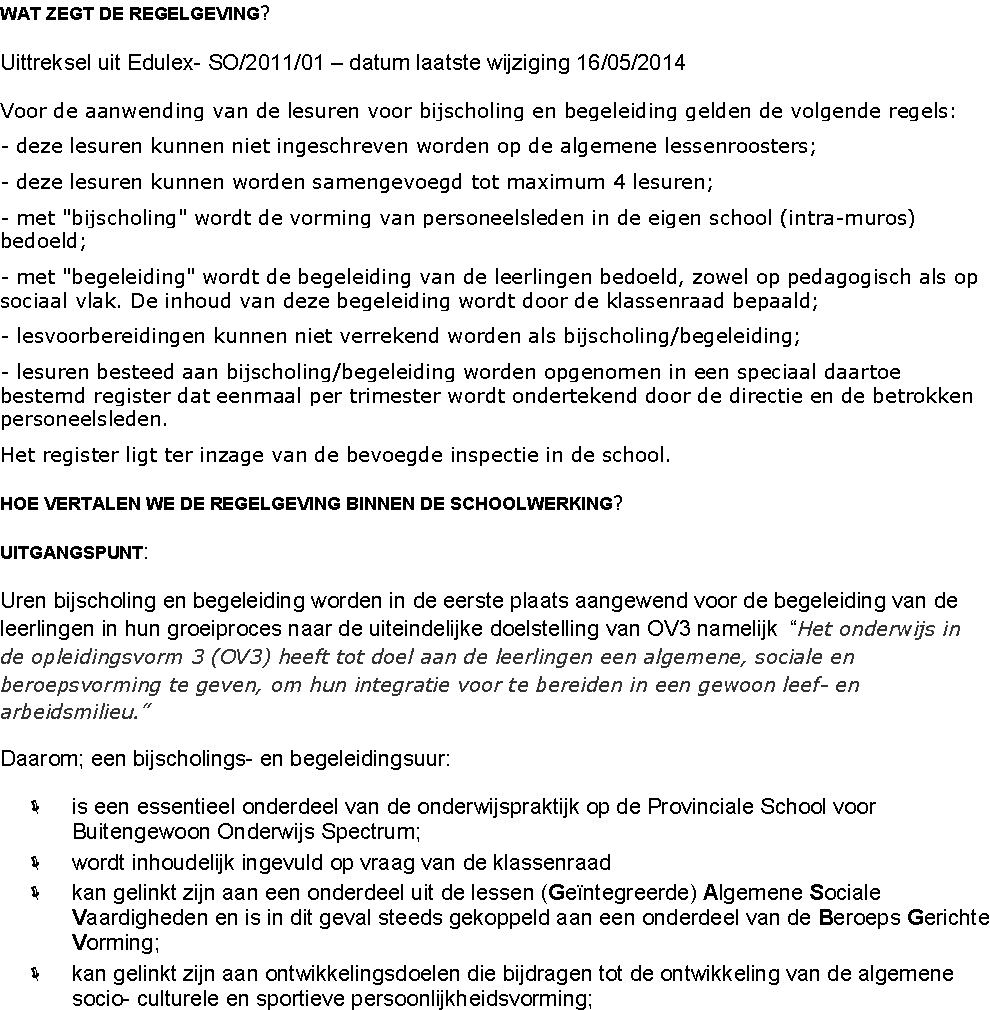 WAT ZEGT DE REGELGEVING?
Uittreksel uit Edulex- SO/2011/01 – datum laatste wijziging 16/05/2014
Voor de aanwending van de lesuren voor bijscholing en begeleiding gelden de volgende regels:
- deze lesuren kunnen niet ingeschreven worden op de algemene lessenroosters;
- deze lesuren kunnen worden samengevoegd tot maximum 4 lesuren;
- met "bijscholing" wordt de vorming van personeelsleden in de eigen school (intra-muros)
bedoeld;
- met "begeleiding" wordt de begeleiding van de leerlingen bedoeld, zowel op pedagogisch als op
sociaal vlak. De inhoud van deze begeleiding wordt door de klassenraad bepaald;
- lesvoorbereidingen kunnen niet verrekend worden als bijscholing/begeleiding;
- lesuren besteed aan bijscholing/begeleiding worden opgenomen in een speciaal daartoe
bestemd register dat eenmaal per trimester wordt ondertekend door de directie en de betrokken
personeelsleden.
Het register ligt ter inzage van de bevoegde inspectie in de school.
HOE VERTALEN WE DE REGELGEVING BINNEN DE SCHOOLWERKING?
UITGANGSPUNT:
Uren bijscholing en begeleiding worden in de eerste plaats aangewend voor de begeleiding van de
leerlingen in hun groeiproces naar de uiteindelijke doelstelling van OV3 namelijk “Het onderwijs in
de opleidingsvorm 3 (OV3) heeft tot doel aan de leerlingen een algemene, sociale en
beroepsvorming te geven, om hun integratie voor te bereiden in een gewoon leef- en
arbeidsmilieu.”
Daarom; een bijscholings- en begeleidingsuur:
is een essentieel onderdeel van de onderwijspraktijk op de Provinciale School voor
Buitengewoon Onderwijs Spectrum;
wordt inhoudelijk ingevuld op vraag van de klassenraad
kan gelinkt zijn aan een onderdeel uit de lessen (Geïntegreerde) Algemene Sociale
Vaardigheden en is in dit geval steeds gekoppeld aan een onderdeel van de Beroeps Gerichte
Vorming;
kan gelinkt zijn aan ontwikkelingsdoelen die bijdragen tot de ontwikkeling van de algemene
socio- culturele en sportieve persoonlijkheidsvorming;